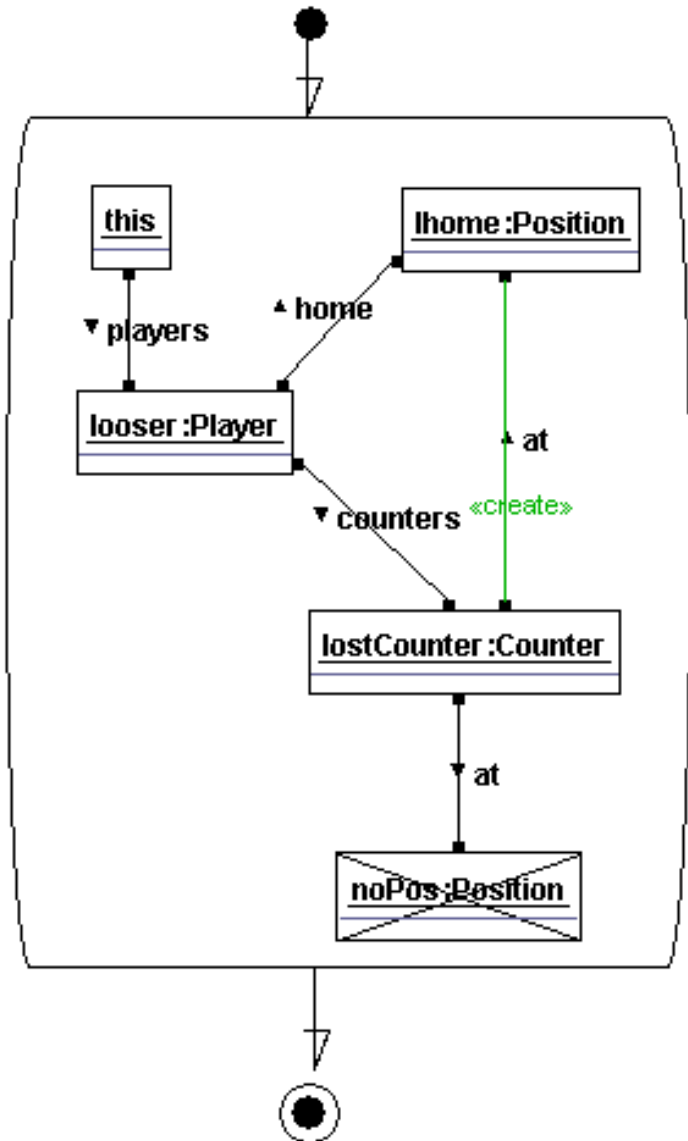 this
lhome :Position
home
players
looser :Player
at
counters
«create»
lostCounter :Counter
at
noPos :Position